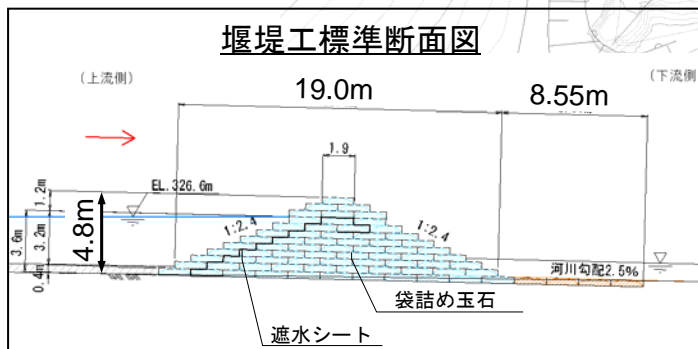 堰堤工標準断面図
(上流側)
(下流側)
19.0m
8.55m
1.9
EL.326.6m
1.2m
3.6m
3.2m
0.4m
4.8m
1:2.4
1:2.4
河川勾配2.5%
袋詰め玉石
遮水シート